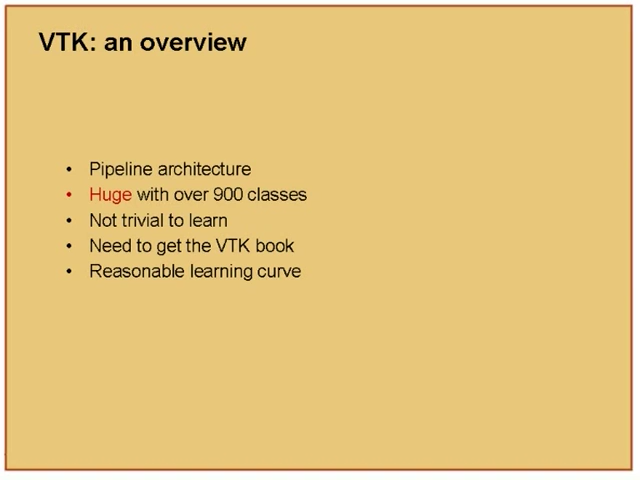 VTK: an overview
• Pipeline architecture
• Huge with over 900 classes
• Not trivial to learn
• Need to get the VTK book
• Reasonable learning curve